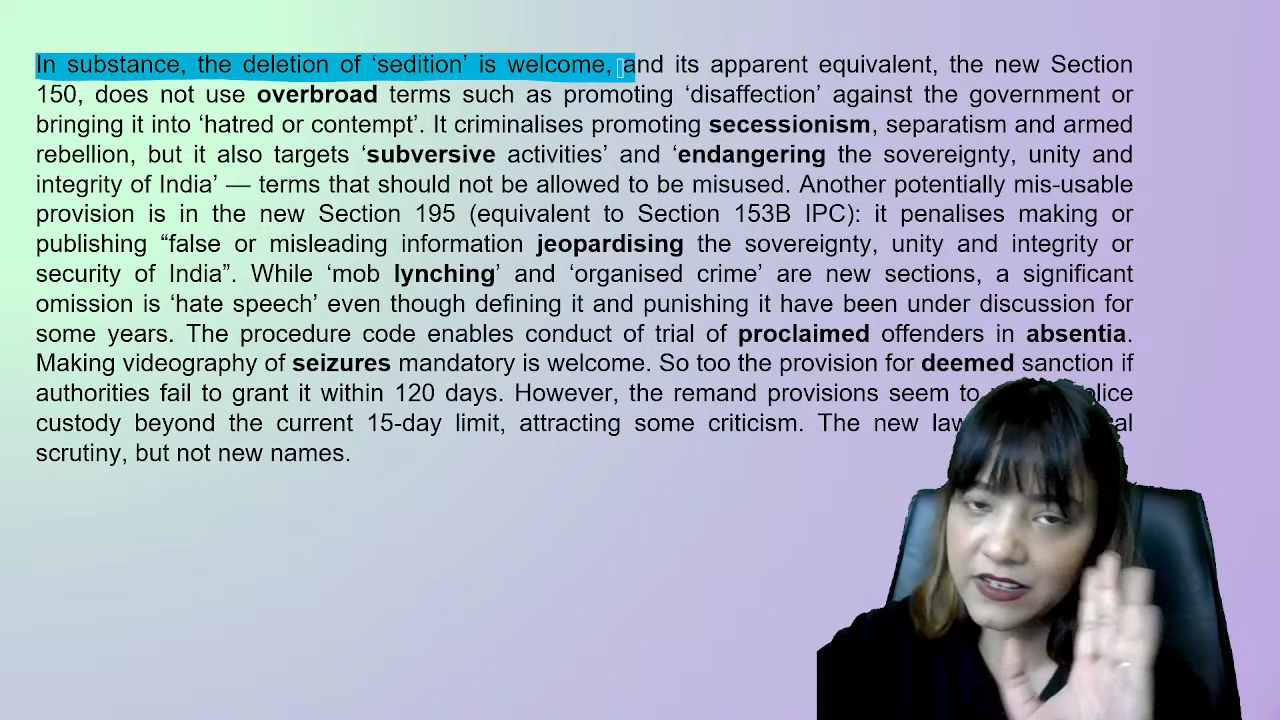 In substance, the deletion of ‘sedition’ is welcome, and its apparent equivalent, the new Section
150, does not use overbroad terms such as promoting ‘disaffection’ against the government or
bringing it into ‘hatred or contempt’. It criminalises promoting secessionism, separatism and armed
rebellion, but it also targets ‘subversive activities’ and ‘endangering the sovereignty, unity and
integrity of India’ — terms that should not be allowed to be misused. Another potentially mis-usable
provision is in the new Section 195 (equivalent to Section 153B IPC): it penalises making or
publishing “false or misleading information jeopardising the sovereignty, unity and integrity or
security of India”. While ‘mob lynching’ and ‘organised crime’ are new sections, a significant
omission is ‘hate speech’ even though defining it and punishing it have been under discussion for
some years. The procedure code enables conduct of trial of proclaimed offenders in absentia.
Making videography of seizures mandatory is welcome. So too the provision for deemed sanction if
authorities fail to grant it within 120 days. However, the remand provisions seem to
custody beyond the current 15-day limit, attracting some criticism. The new
scrutiny, but not new names.